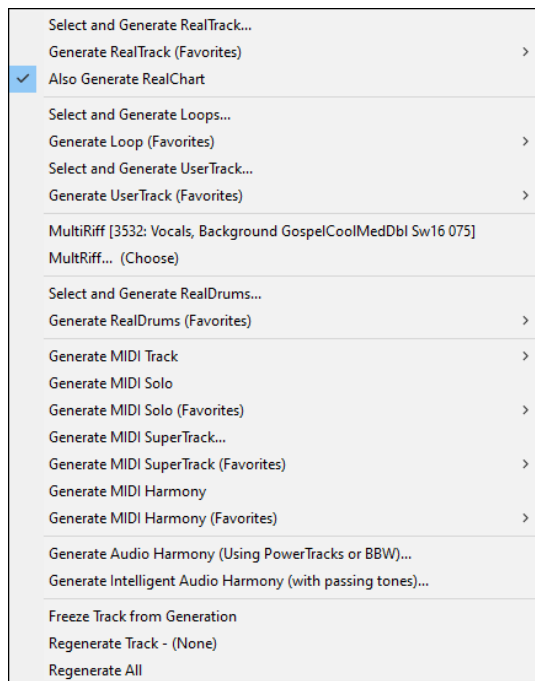 Select and Generate RealTrack...
Generate RealTrack (Favorites)
Also Generate RealChart
Select and Generate Loops...
Generate Loop (Favorites)
Select and Generate UserTrack...
Generate UserTrack (Favorites)
MultiRiff [3532: Vocals, Background GospelCoolMedDbl Sw16 075]
MultRiff... (Choose)
Select and Generate RealDrums...
Generate RealDrums (Favorites)
Generate MIDI Track
Generate MIDI Solo
Generate MIDI Solo (Favorites)
Generate MIDI SuperTrack...
Generate MIDI SuperTrack (Favorites)
Generate MIDI Harmony
Generate MIDI Harmony (Favorites)
Generate Audio Harmony (Using PowerTracks or BBW)...
Generate Intelligent Audio Harmony (with passing tones)...
Freeze Track from Generation
Regenerate Track - (None)
Regenerate All